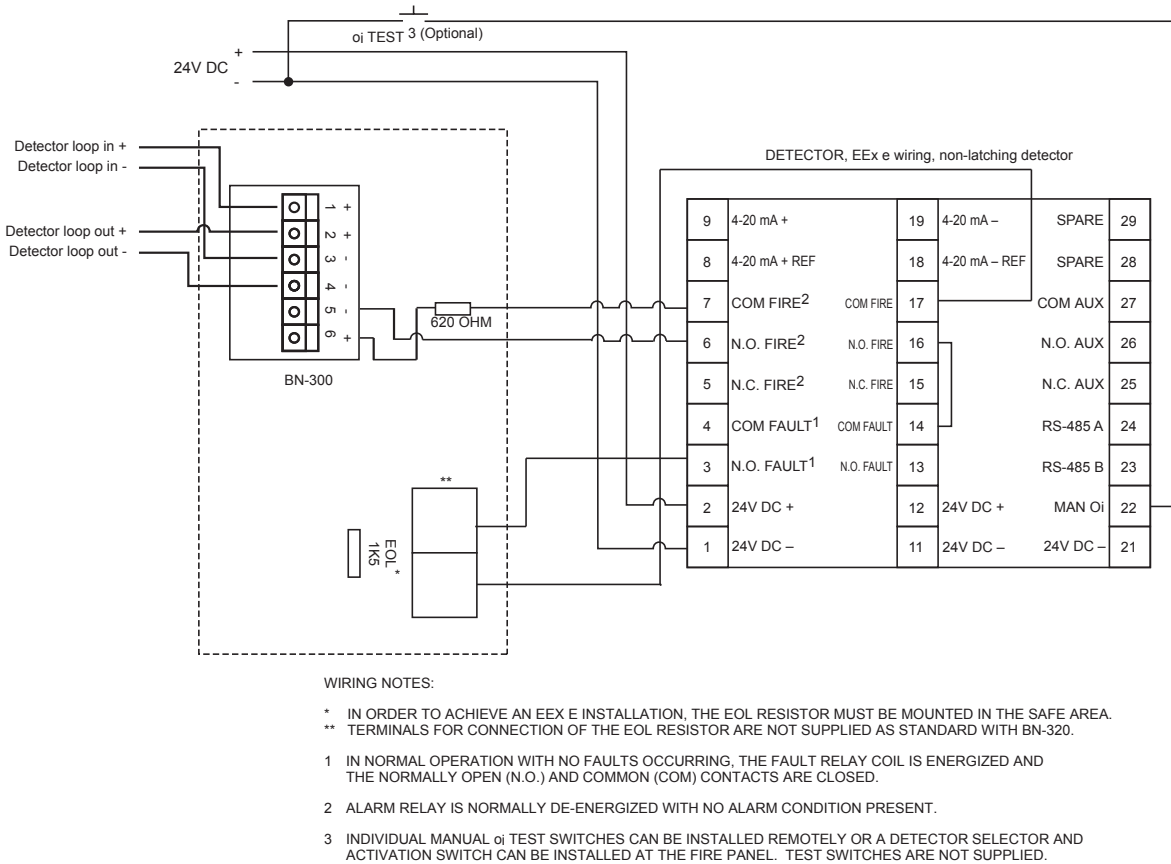 oi TEST 3 (Optional)
+
24V DC
-
Detector loop in +
Detector loop in -
Detector loop out +
Detector loop out -
1 +
2 +
3 -
4 -
5 -
6 +
BN-300
620 OHM
**
EOL *
1K5
DETECTOR, EEx e wiring, non-latching detector
9 4-20 mA + 19 4-20 mA – SPARE 29
8 4-20 mA + REF 18 4-20 mA – REF SPARE 28
7 COM FIRE2 COM FIRE 17 COM AUX 27
6 N.O. FIRE2 N.O. FIRE 16 N.O. AUX 26
5 N.C. FIRE2 N.C. FIRE 15 N.C. AUX 25
4 COM FAULT1 COM FAULT 14 RS-485 A 24
3 N.O. FAULT1 N.O. FAULT 13 RS-485 B 23
2 24V DC + 12 24V DC + MAN Oi 22
1 24V DC – 11 24V DC – 24V DC – 21
WIRING NOTES:
* IN ORDER TO ACHIEVE AN EEX E INSTALLATION, THE EOL RESISTOR MUST BE MOUNTED IN THE SAFE AREA.
** TERMINALS FOR CONNECTION OF THE EOL RESISTOR ARE NOT SUPPLIED AS STANDARD WITH BN-320.
1 IN NORMAL OPERATION WITH NO FAULTS OCCURRING, THE FAULT RELAY COIL IS ENERGIZED AND
THE NORMALLY OPEN (N.O.) AND COMMON (COM) CONTACTS ARE CLOSED.
2 ALARM RELAY IS NORMALLY DE-ENERGIZED WITH NO ALARM CONDITION PRESENT.
3 INDIVIDUAL MANUAL oi TEST SWITCHES CAN BE INSTALLED REMOTELY OR A DETECTOR SELECTOR AND
ACTIVATION SWITCH CAN BE INSTALLED AT THE FIRE PANEL. TEST SWITCHES ARE NOT SUPPLIED.